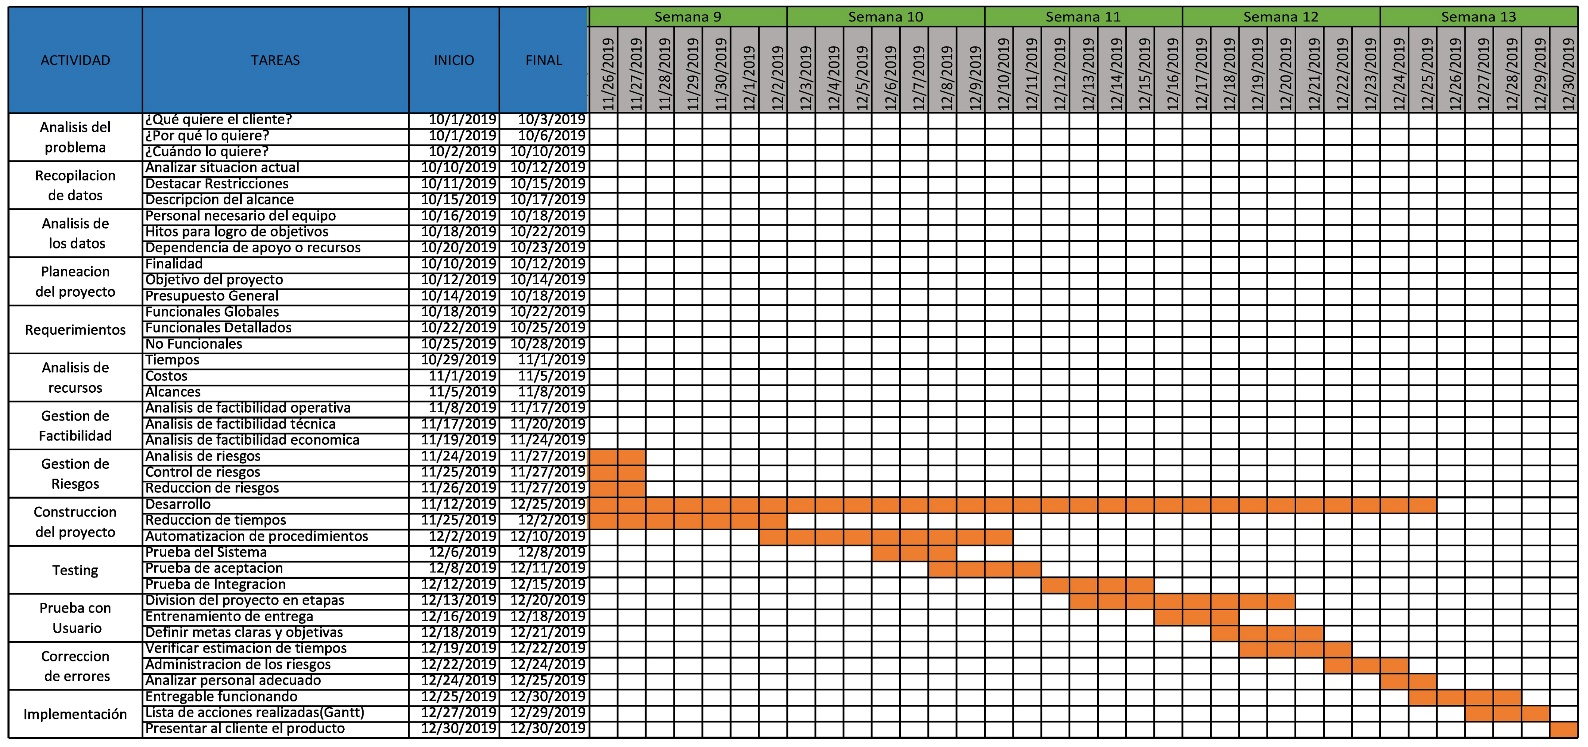 Semana 9 Semana 10 Semana 11 Semana 12 Semana 13
ACTIVIDAD TAREAS INICIO FINAL 11/26/2019 11/27/2019 11/28/2019 11/29/2019 11/30/2019 12/1/2019 12/2/2019 12/3/2019 12/4/2019 12/5/2019 12/6/2019 12/7/2019 12/8/2019 12/9/2019 12/10/2019 12/11/2019 12/12/2019 12/13/2019 12/14/2019 12/15/2019 12/16/2019 12/17/2019 12/18/2019 12/19/2019 12/20/2019 12/21/2019 12/22/2019 12/23/2019 12/24/2019 12/25/2019 12/26/2019 12/27/2019 12/28/2019 12/29/2019 12/30/2019
Analisis del
problema
¿Qué quiere el cliente? 10/1/2019 10/3/2019
¿Por qué lo quiere? 10/1/2019 10/6/2019
¿Cuándo lo quiere? 10/2/2019 10/10/2019
Recopilacion
de datos
Analizar situacion actual 10/10/2019 10/12/2019
Destacar Restricciones 10/11/2019 10/15/2019
Descripcion del alcance 10/15/2019 10/17/2019
Analisis de
los datos
Personal necesario del equipo 10/16/2019 10/18/2019
Hitos para logro de objetivos 10/18/2019 10/22/2019
Dependencia de apoyo o recursos 10/20/2019 10/23/2019
Planeacion
del proyecto
Finalidad 10/10/2019 10/12/2019
Objetivo del proyecto 10/12/2019 10/14/2019
Presupuesto General 10/14/2019 10/18/2019
Requerimientos
Funcionales Globales 10/18/2019 10/22/2019
Funcionales Detallados 10/22/2019 10/25/2019
No Funcionales 10/25/2019 10/28/2019
Analisis de
recursos
Tiempos 10/29/2019 11/1/2019
Costos 11/1/2019 11/5/2019
Alcances 11/5/2019 11/8/2019
Gestion de
Factibilidad
Analisis de factibilidad operativa 11/8/2019 11/17/2019
Analisis de factibilidad técnica 11/17/2019 11/20/2019
Analisis de factibilidad economica 11/19/2019 11/24/2019
Gestion de
Riesgos
Analisis de riesgos 11/24/2019 11/27/2019
Control de riesgos 11/25/2019 11/27/2019
Reduccion de riesgos 11/26/2019 11/27/2019
Construccion
del proyecto
Desarrollo 11/12/2019 12/25/2019
Reduccion de tiempos 11/25/2019 12/2/2019
Automatizacion de procedimientos 12/2/2019 12/10/2019
Testing
Prueba del Sistema 12/6/2019 12/8/2019
Prueba de aceptacion 12/8/2019 12/11/2019
Prueba de Integracion 12/12/2019 12/15/2019
Prueba con
Usuario
Division del proyecto en etapas 12/13/2019 12/20/2019
Entrenamiento de entrega 12/16/2019 12/18/2019
Definir metas claras y objetivas 12/18/2019 12/21/2019
Correccion
de errores
Verificar estimacion de tiempos 12/19/2019 12/22/2019
Administracion de los riesgos 12/22/2019 12/24/2019
Analizar personal adecuado 12/24/2019 12/25/2019
Implementación
Entregable funcionando 12/25/2019 12/30/2019
Lista de acciones realizadas(Gantt) 12/27/2019 12/29/2019
Presentar al cliente el producto 12/30/2019 12/30/2019